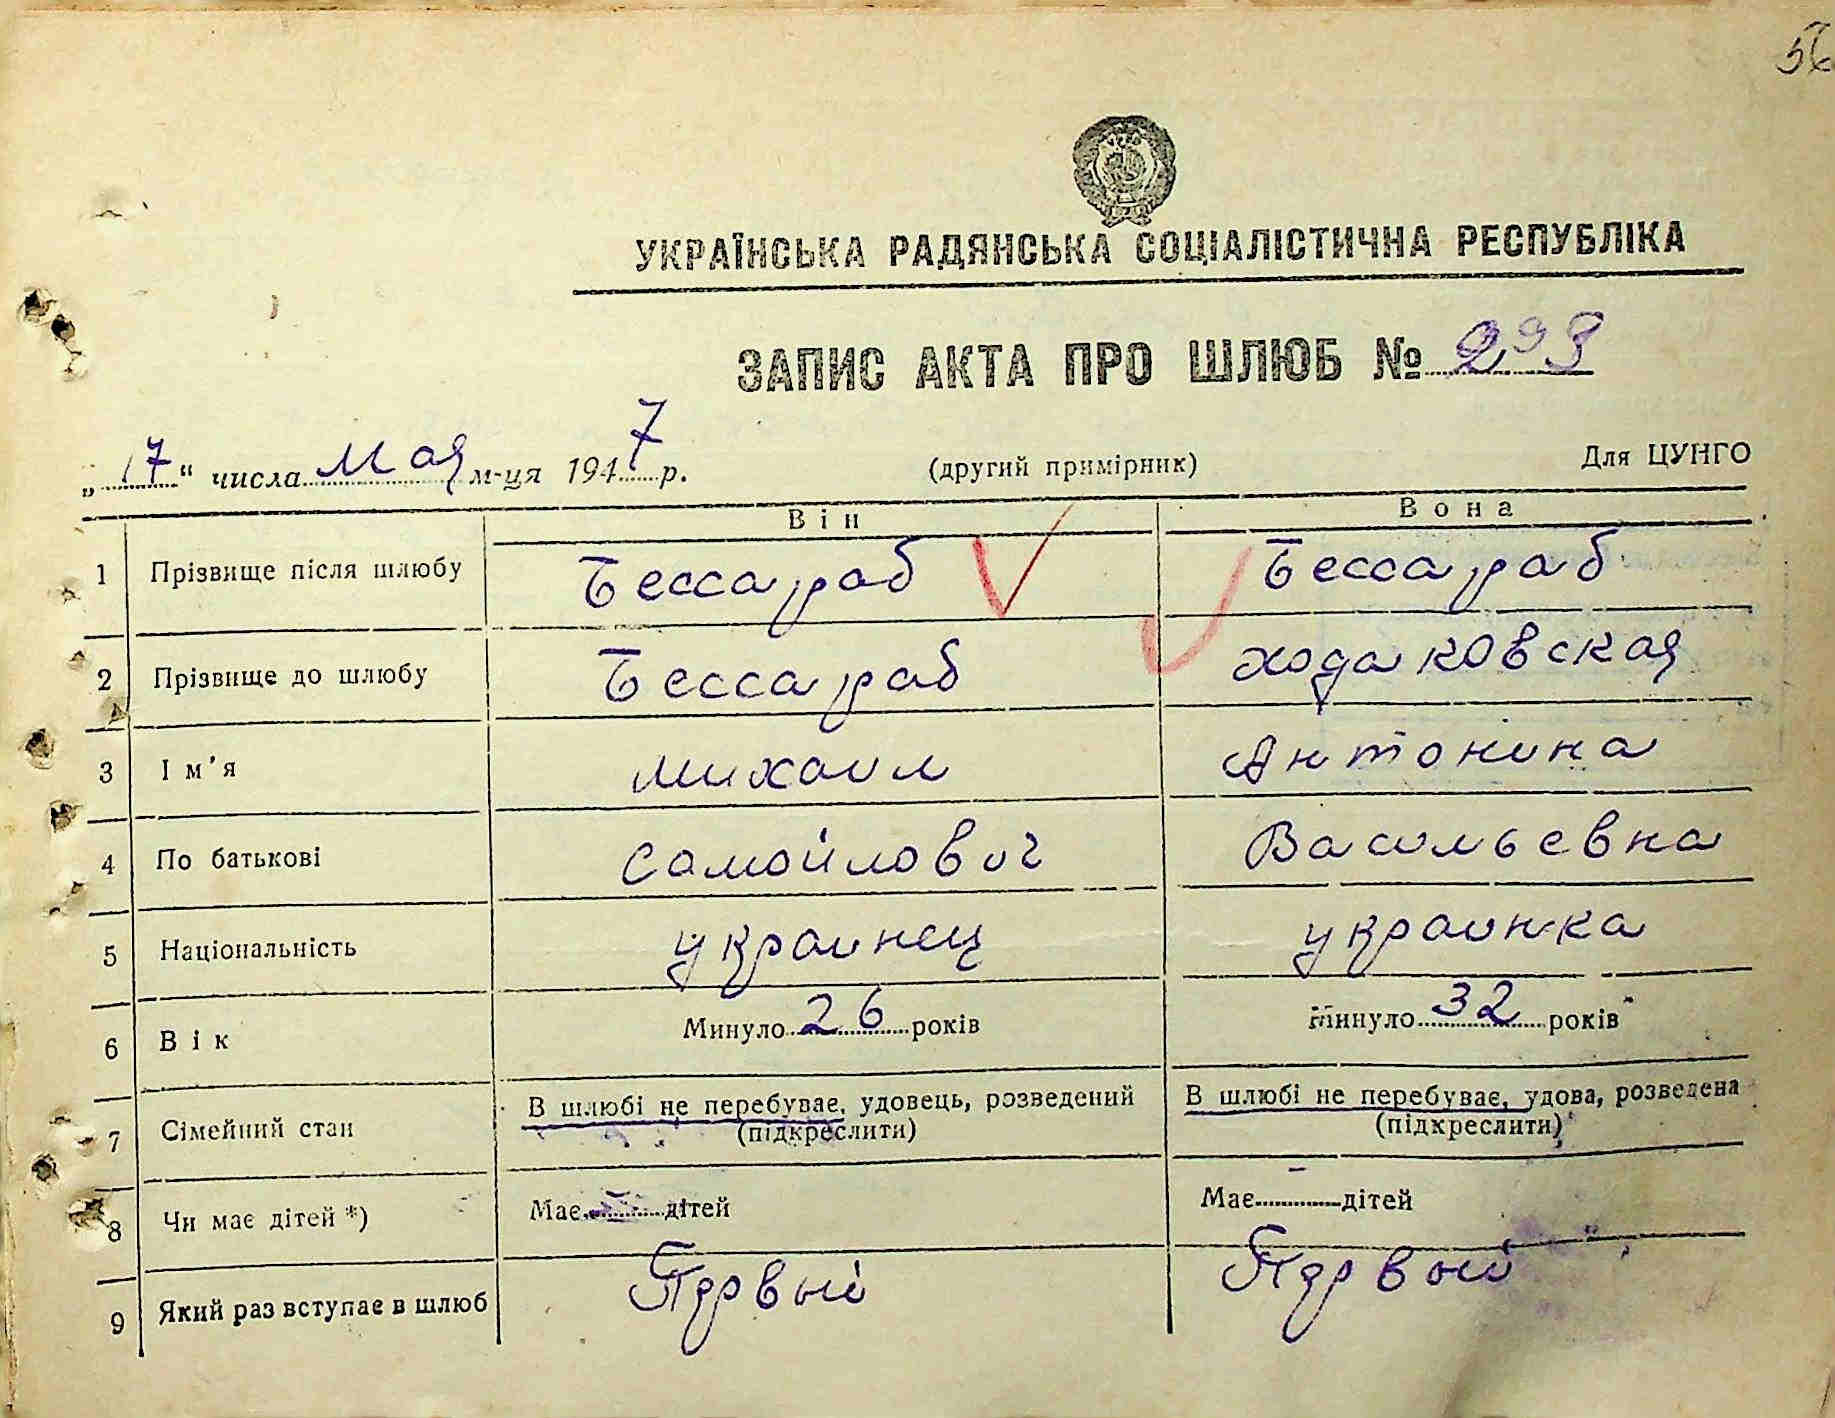 56
УКРАЇНСЬКА РАДЯНСЬКА СОЦІАЛІСТИЧНА РЕСПУБЛІКА
ЗАПИС АКТА ПРО ШЛЮБ № 299
„17“ числа Мая м-ця 1947 р. (другий примірник) Для ЦУНГО
Він Вона
1 Прізвище після шлюбу Бессараб Бессараб
2 Прізвище до шлюбу Бессараб Ходаковская
3 Ім’я Михаил Антонина
4 По батькові Самойлович Васильевна
5 Національність украинец украинка
6 Вік Минуло 26 років Минуло 32 років
7 Сімейний стан В шлюбі не перебуває, удовець, розведений В шлюбі не перебуває, удова, розведена
(підкреслити) (підкреслити)
8 Чи має дітей *) Має - дітей Має - дітей
9 Який раз вступає в шлюб Первый Первый